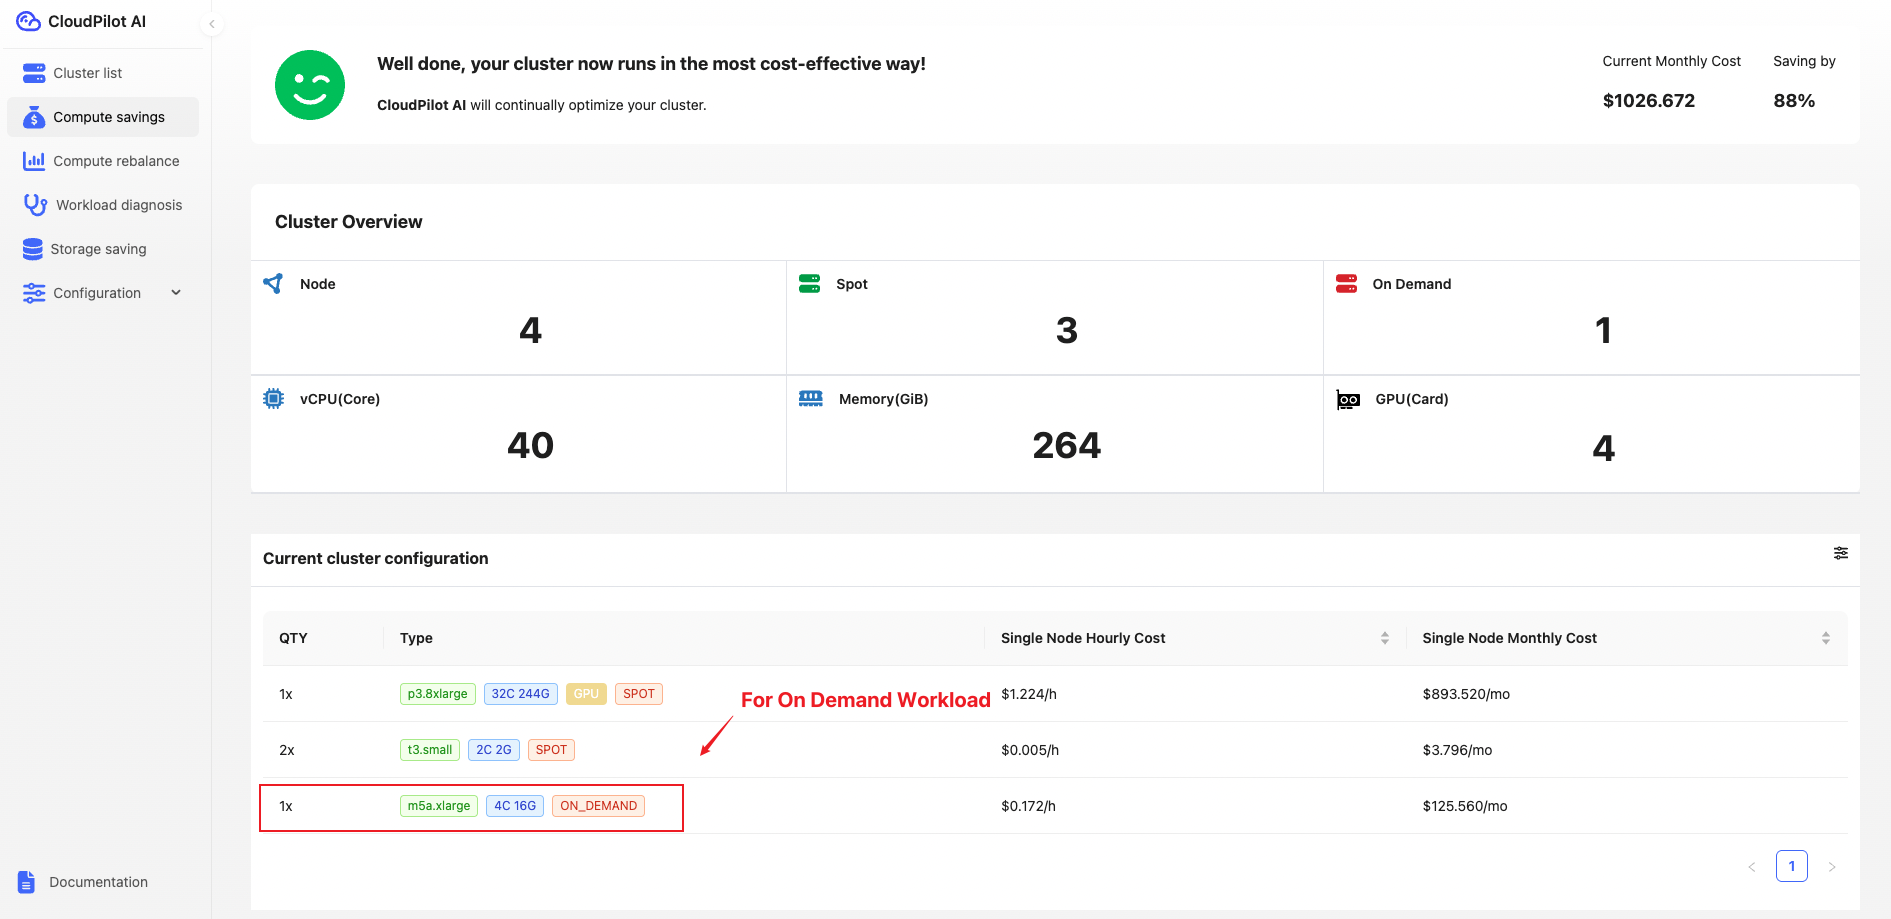 CloudPilot AI
Cluster list
Compute savings
Compute rebalance
Workload diagnosis
Storage saving
Configuration
Documentation
Well done, your cluster now runs in the most cost-effective way!
CloudPilot AI will continually optimize your cluster.
Current Monthly Cost Saving by
$1026.672 88%
Cluster Overview
Node Spot On Demand
4 3 1
vCPU(Core) Memory(GiB) GPU(Card)
40 264 4
Current cluster configuration
QTY Type Single Node Hourly Cost Single Node Monthly Cost
1x p3.8xlarge 32C 244G GPU SPOT $1.224/h $893.520/mo
For On Demand Workload
2x t3.small 2C 2G SPOT $0.005/h $3.796/mo
1x m5a.xlarge 4C 16G ON_DEMAND $0.172/h $125.560/mo
< 1 >